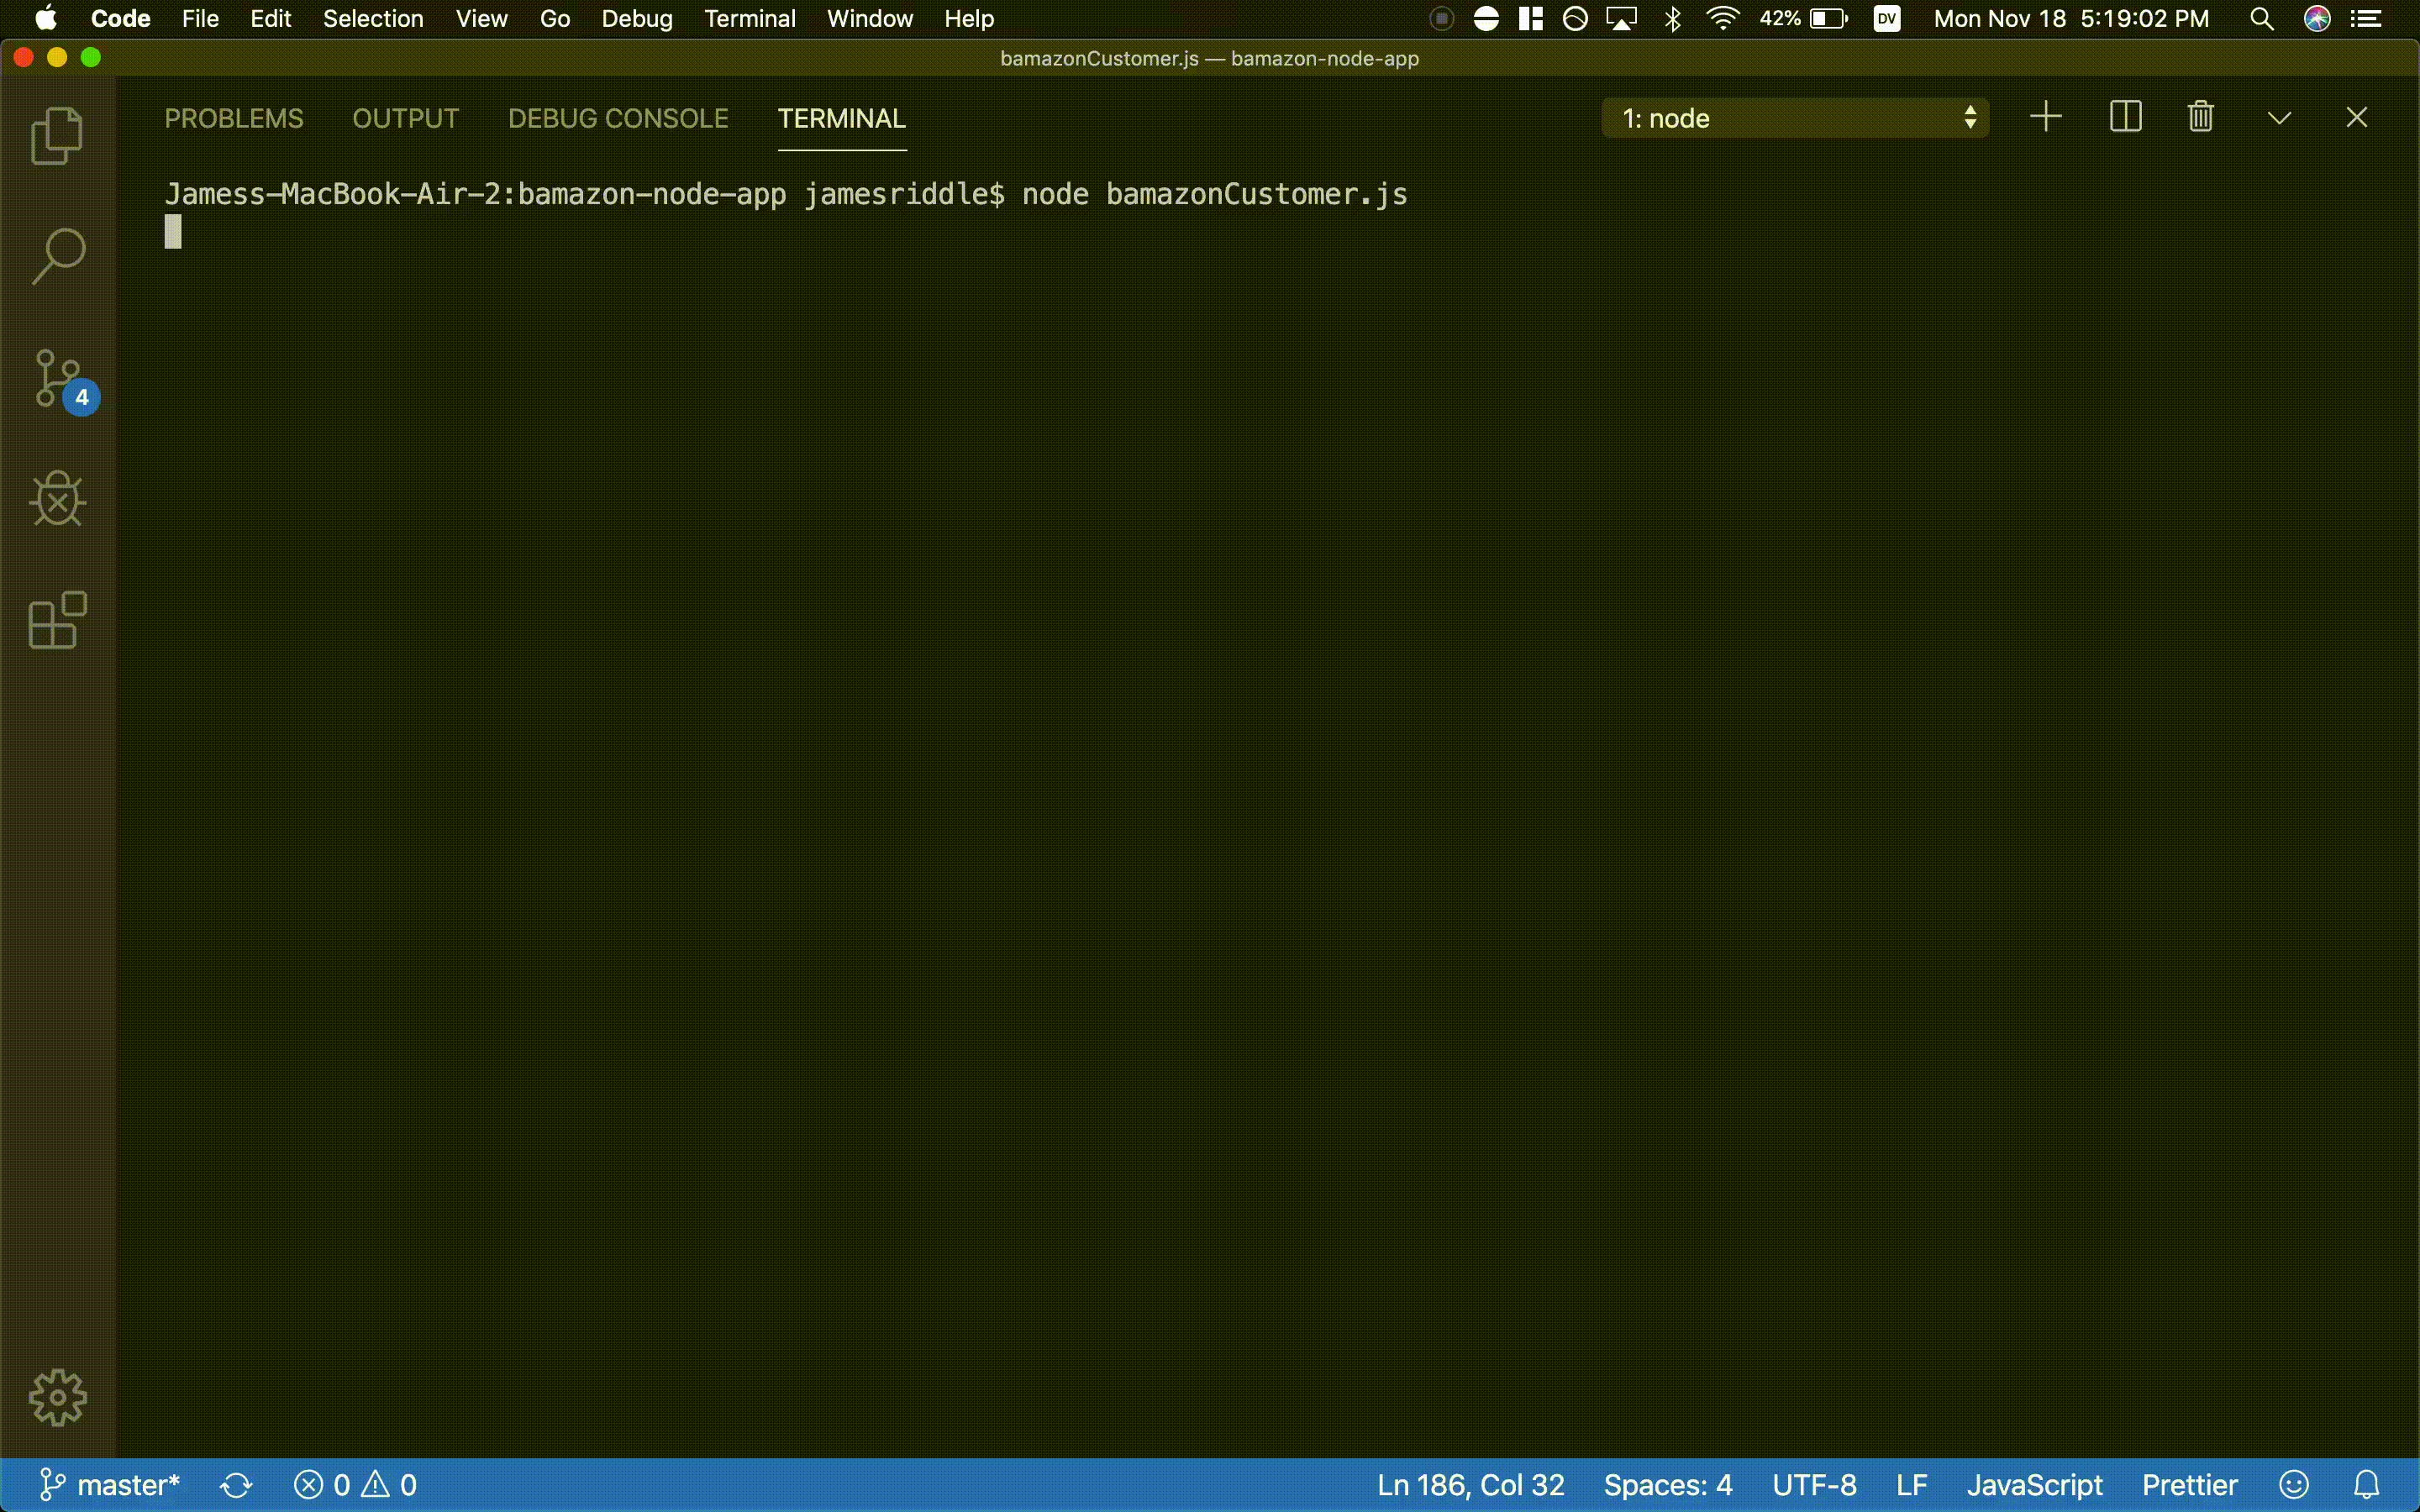 Code File Edit Selection View Go Debug Terminal Window Help 42% DV Mon Nov 18 5:19:02 PM
bamazonCustomer.js — bamazon-node-app
PROBLEMS OUTPUT DEBUG CONSOLE TERMINAL 1: node
Jamess-MacBook-Air-2:bamazon-node-app jamesriddle$ node bamazonCustomer.js
4
master* 0 0 Ln 186, Col 32 Spaces: 4 UTF-8 LF JavaScript Prettier